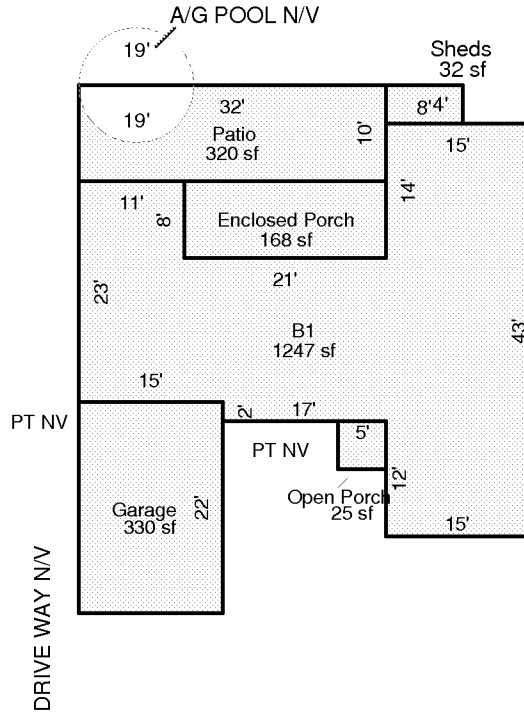 A/G POOL N/V
19'
Sheds
32 sf
32'
8'4'
19'
Patio
320 sf
10'
15'
11'
8'
Enclosed Porch
168 sf
14'
21'
23'
B1
1247 sf
43'
15'
2'
17'
PT NV
5'
PT NV
12'
Open Porch
25 sf
Garage
330 sf
22'
15'
DRIVE WAY N/V